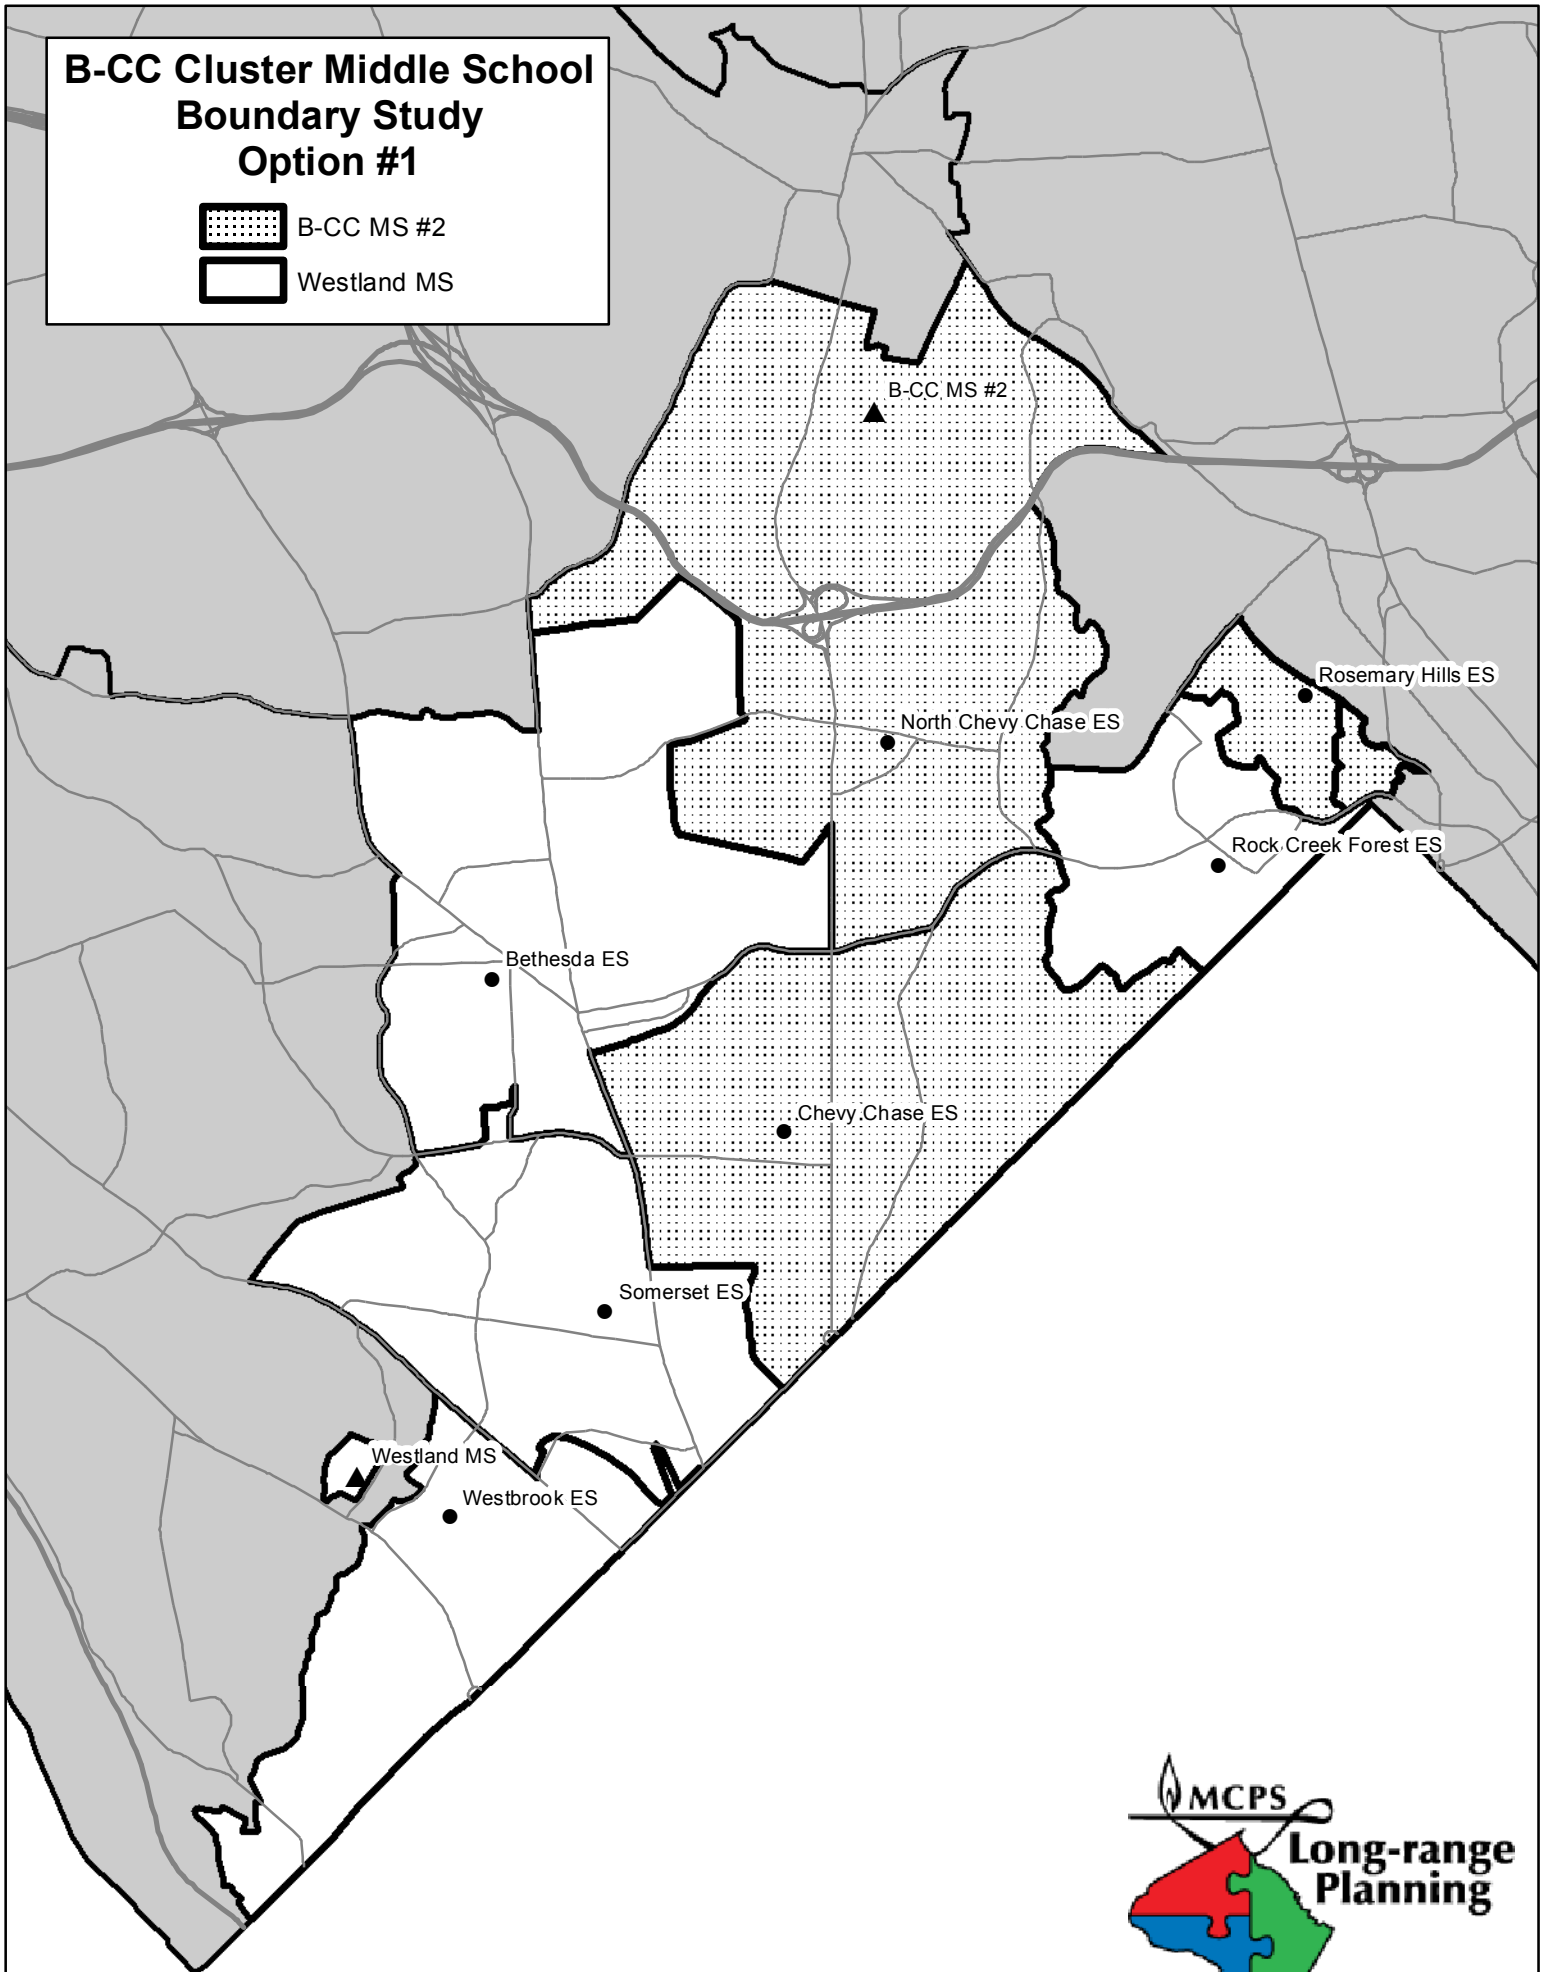 B-CC Cluster Middle School
Boundary Study
Option #1
B-CC MS #2
Westland MS
B-CC MS #2
Rosemary Hills ES
North Chevy Chase ES
Rock Creek Forest ES
Bethesda ES
Chevy Chase ES
Somerset ES
Westland MS
Westbrook ES
MCPS
Long-range
Planning